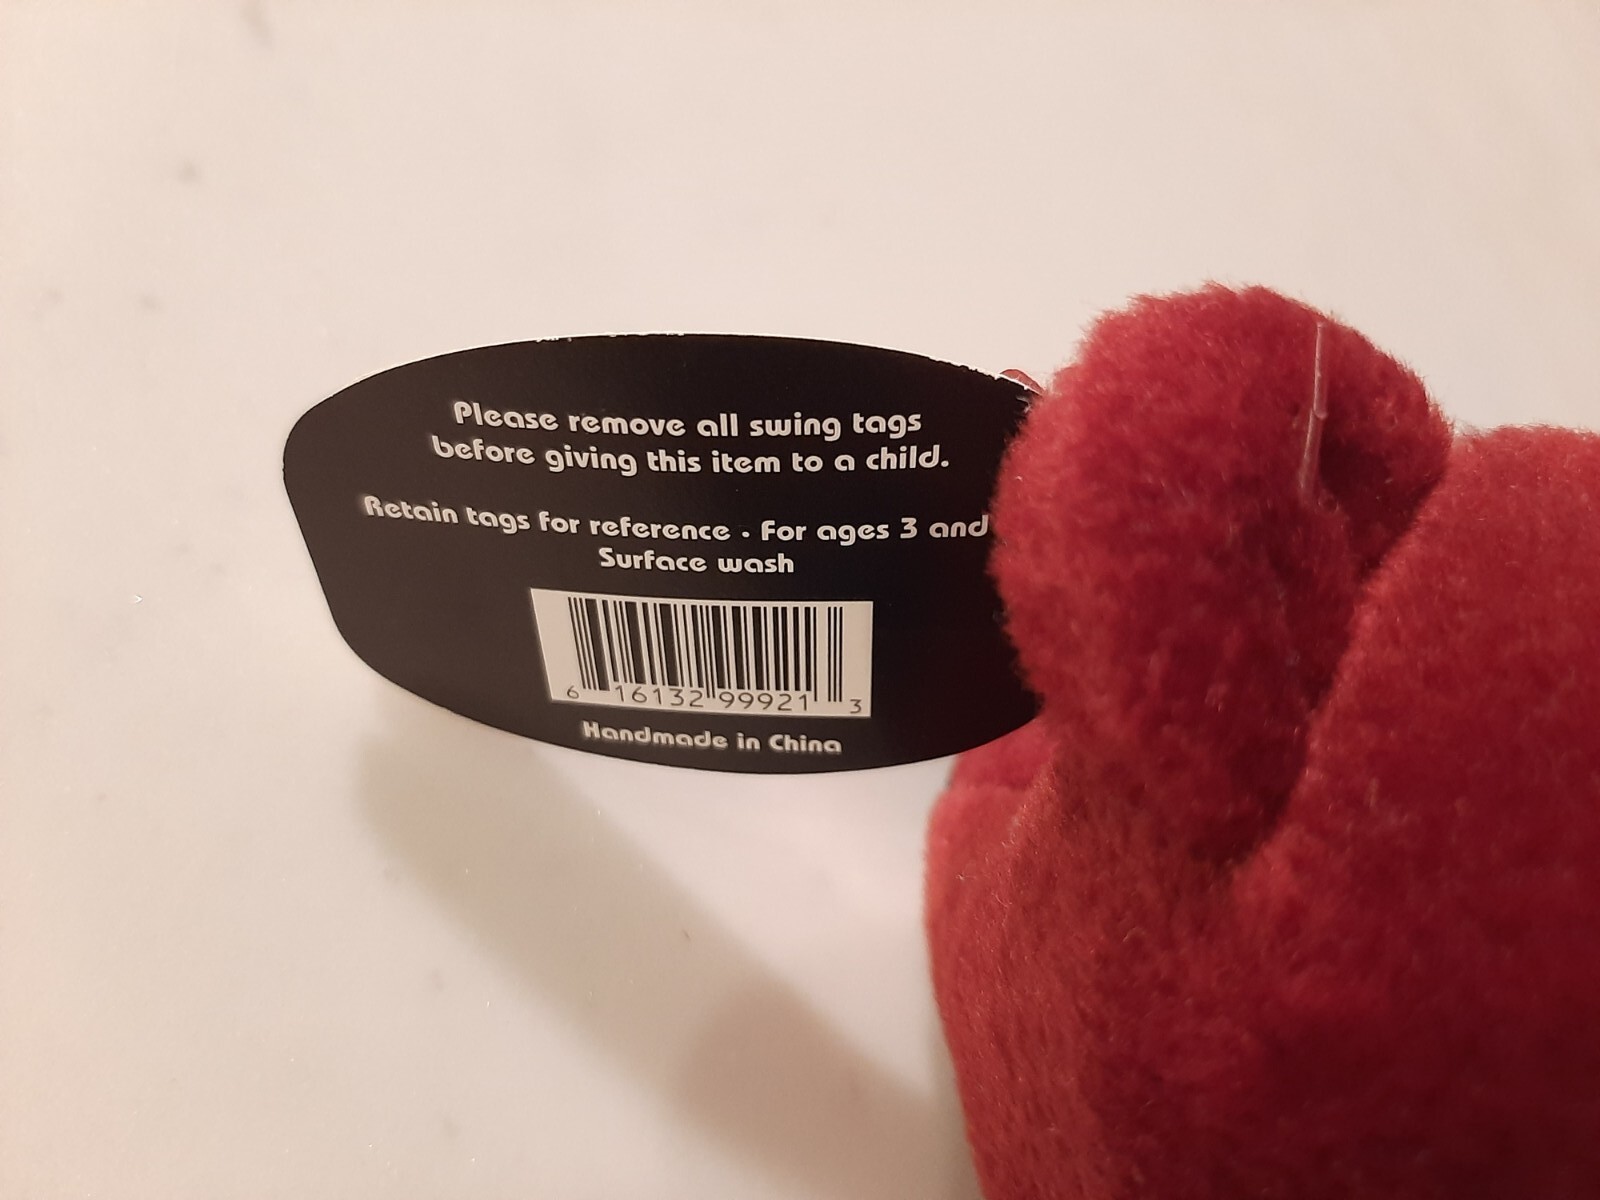 Please remove all swing tags
before giving this item to a child.
Retain tags for reference · For ages 3 and
Surface wash
6 16132 99921 3
Handmade in China